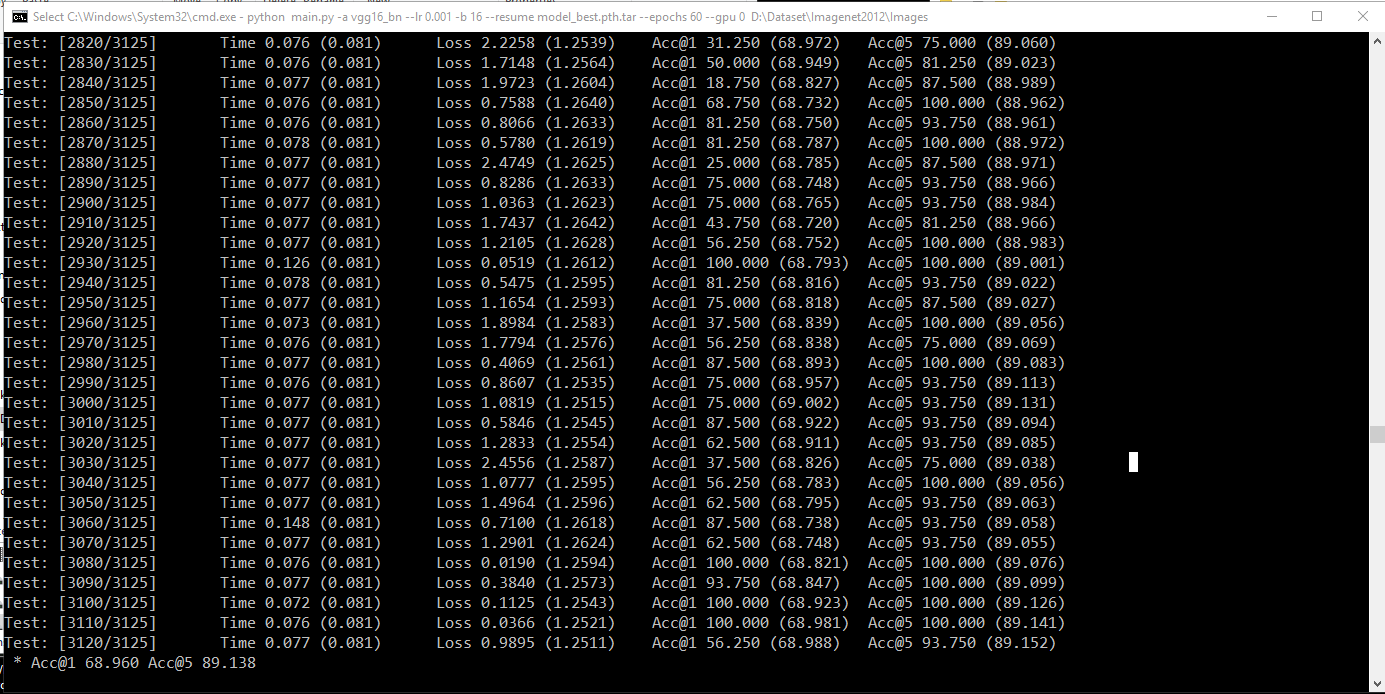 Select C:\Windows\System32\cmd.exe - python  main.py -a vgg16_bn --lr 0.001 -b 16 --resume model_best.pth.tar --epochs 60 --gpu 0  D:\Dataset\Imagenet2012\Images
Test: [2820/3125] Time 0.076 (0.081) Loss 2.2258 (1.2539) Acc@1 31.250 (68.972) Acc@5 75.000 (89.060)
Test: [2830/3125] Time 0.076 (0.081) Loss 1.7148 (1.2564) Acc@1 50.000 (68.949) Acc@5 81.250 (89.023)
Test: [2840/3125] Time 0.077 (0.081) Loss 1.9723 (1.2604) Acc@1 18.750 (68.827) Acc@5 87.500 (88.989)
Test: [2850/3125] Time 0.076 (0.081) Loss 0.7588 (1.2640) Acc@1 68.750 (68.732) Acc@5 100.000 (88.962)
Test: [2860/3125] Time 0.076 (0.081) Loss 0.8066 (1.2633) Acc@1 81.250 (68.750) Acc@5 93.750 (88.961)
Test: [2870/3125] Time 0.078 (0.081) Loss 0.5780 (1.2619) Acc@1 81.250 (68.787) Acc@5 100.000 (88.972)
Test: [2880/3125] Time 0.077 (0.081) Loss 2.4749 (1.2625) Acc@1 25.000 (68.785) Acc@5 87.500 (88.971)
Test: [2890/3125] Time 0.077 (0.081) Loss 0.8286 (1.2633) Acc@1 75.000 (68.748) Acc@5 93.750 (88.966)
Test: [2900/3125] Time 0.077 (0.081) Loss 1.0363 (1.2623) Acc@1 75.000 (68.765) Acc@5 93.750 (88.984)
Test: [2910/3125] Time 0.077 (0.081) Loss 1.7437 (1.2642) Acc@1 43.750 (68.720) Acc@5 81.250 (88.966)
Test: [2920/3125] Time 0.077 (0.081) Loss 1.2105 (1.2628) Acc@1 56.250 (68.752) Acc@5 100.000 (88.983)
Test: [2930/3125] Time 0.126 (0.081) Loss 0.0519 (1.2612) Acc@1 100.000 (68.793) Acc@5 100.000 (89.001)
Test: [2940/3125] Time 0.078 (0.081) Loss 0.5475 (1.2595) Acc@1 81.250 (68.816) Acc@5 93.750 (89.022)
Test: [2950/3125] Time 0.077 (0.081) Loss 1.1654 (1.2593) Acc@1 75.000 (68.818) Acc@5 87.500 (89.027)
Test: [2960/3125] Time 0.073 (0.081) Loss 1.8984 (1.2583) Acc@1 37.500 (68.839) Acc@5 100.000 (89.056)
Test: [2970/3125] Time 0.076 (0.081) Loss 1.7794 (1.2576) Acc@1 56.250 (68.838) Acc@5 75.000 (89.069)
Test: [2980/3125] Time 0.077 (0.081) Loss 0.4069 (1.2561) Acc@1 87.500 (68.893) Acc@5 100.000 (89.083)
Test: [2990/3125] Time 0.076 (0.081) Loss 0.8607 (1.2535) Acc@1 75.000 (68.957) Acc@5 93.750 (89.113)
Test: [3000/3125] Time 0.077 (0.081) Loss 1.0819 (1.2515) Acc@1 75.000 (69.002) Acc@5 93.750 (89.131)
Test: [3010/3125] Time 0.077 (0.081) Loss 0.5846 (1.2545) Acc@1 87.500 (68.922) Acc@5 93.750 (89.094)
Test: [3020/3125] Time 0.077 (0.081) Loss 1.2833 (1.2554) Acc@1 62.500 (68.911) Acc@5 93.750 (89.085)
Test: [3030/3125] Time 0.077 (0.081) Loss 2.4556 (1.2587) Acc@1 37.500 (68.826) Acc@5 75.000 (89.038)
Test: [3040/3125] Time 0.077 (0.081) Loss 1.0777 (1.2595) Acc@1 56.250 (68.783) Acc@5 100.000 (89.056)
Test: [3050/3125] Time 0.077 (0.081) Loss 1.4964 (1.2596) Acc@1 62.500 (68.795) Acc@5 93.750 (89.063)
Test: [3060/3125] Time 0.148 (0.081) Loss 0.7100 (1.2618) Acc@1 87.500 (68.738) Acc@5 93.750 (89.058)
Test: [3070/3125] Time 0.077 (0.081) Loss 1.2901 (1.2624) Acc@1 62.500 (68.748) Acc@5 93.750 (89.055)
Test: [3080/3125] Time 0.076 (0.081) Loss 0.0190 (1.2594) Acc@1 100.000 (68.821) Acc@5 100.000 (89.076)
Test: [3090/3125] Time 0.077 (0.081) Loss 0.3840 (1.2573) Acc@1 93.750 (68.847) Acc@5 100.000 (89.099)
Test: [3100/3125] Time 0.072 (0.081) Loss 0.1125 (1.2543) Acc@1 100.000 (68.923) Acc@5 100.000 (89.126)
Test: [3110/3125] Time 0.076 (0.081) Loss 0.0366 (1.2521) Acc@1 100.000 (68.981) Acc@5 100.000 (89.141)
Test: [3120/3125] Time 0.077 (0.081) Loss 0.9895 (1.2511) Acc@1 56.250 (68.988) Acc@5 93.750 (89.152)
* Acc@1 68.960 Acc@5 89.138